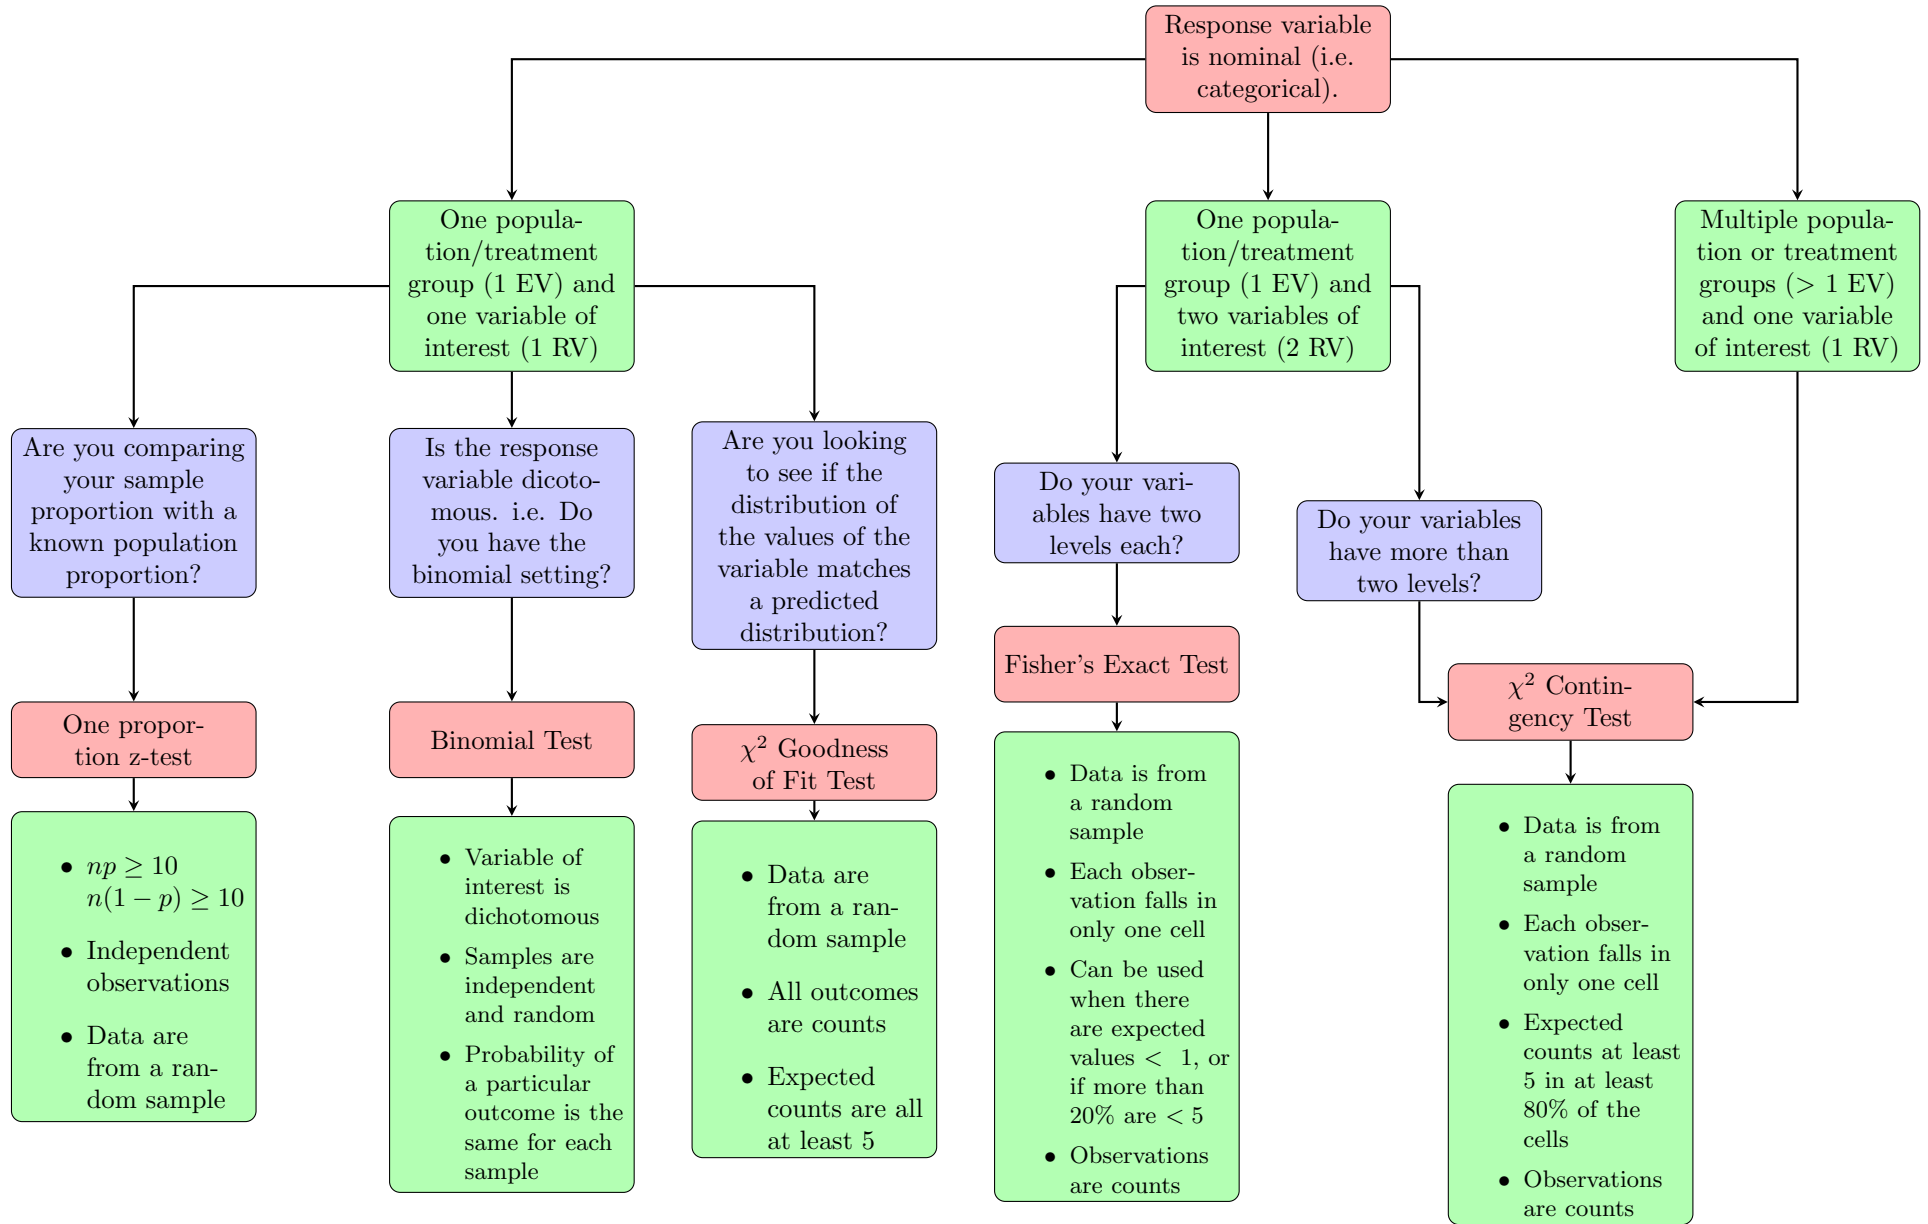 Response variable
is nominal (i.e.
categorical).
One popula-
tion/treatment
group (1 EV) and
one variable of
interest (1 RV)
One popula-
tion/treatment
group (1 EV) and
two variables of
interest (2 RV)
Multiple popula-
tion or treatment
groups (> 1 EV)
and one variable
of interest (1 RV)
Are you comparing
your sample
proportion with a
known population
proportion?
Is the response
variable dicoto-
mous. i.e. Do
you have the
binomial setting?
Are you looking
to see if the
distribution of
the values of the
variable matches
a predicted
distribution?
Do your vari-
ables have two
levels each?
Do your variables
have more than
two levels?
One propor-
tion z-test
Binomial Test
χ² Goodness
of Fit Test
Fisher's Exact Test
χ² Contin-
gency Test
• np ≥ 10
n(1 − p) ≥ 10
• Independent
observations
• Data are
from a ran-
dom sample
• Variable of
interest is
dichotomous
• Samples are
independent
and random
• Probability of
a particular
outcome is the
same for each
sample
• Data are
from a ran-
dom sample
• All outcomes
are counts
• Expected
counts are all
at least 5
• Data is from
a random
sample
• Each obser-
vation falls in
only one cell
• Can be used
when there
are expected
values < 1, or
if more than
20% are < 5
• Observations
are counts
• Data is from
a random
sample
• Each obser-
vation falls in
only one cell
• Expected
counts at least
5 in at least
80% of the
cells
• Observations
are counts